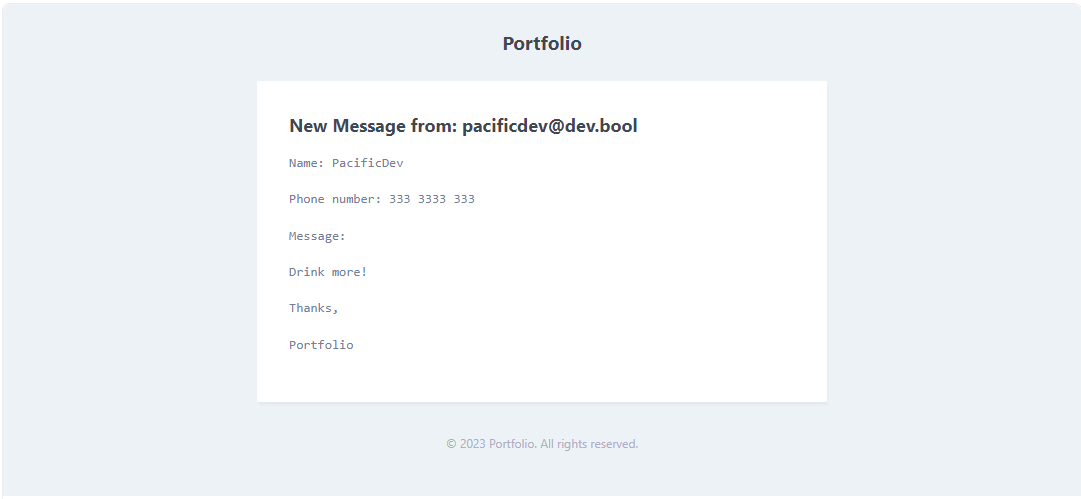 Portfolio
New Message from: pacificdev@dev.bool
Name: PacificDev
Phone number: 333 3333 333
Message:
Drink more!
Thanks,
Portfolio
© 2023 Portfolio. All rights reserved.